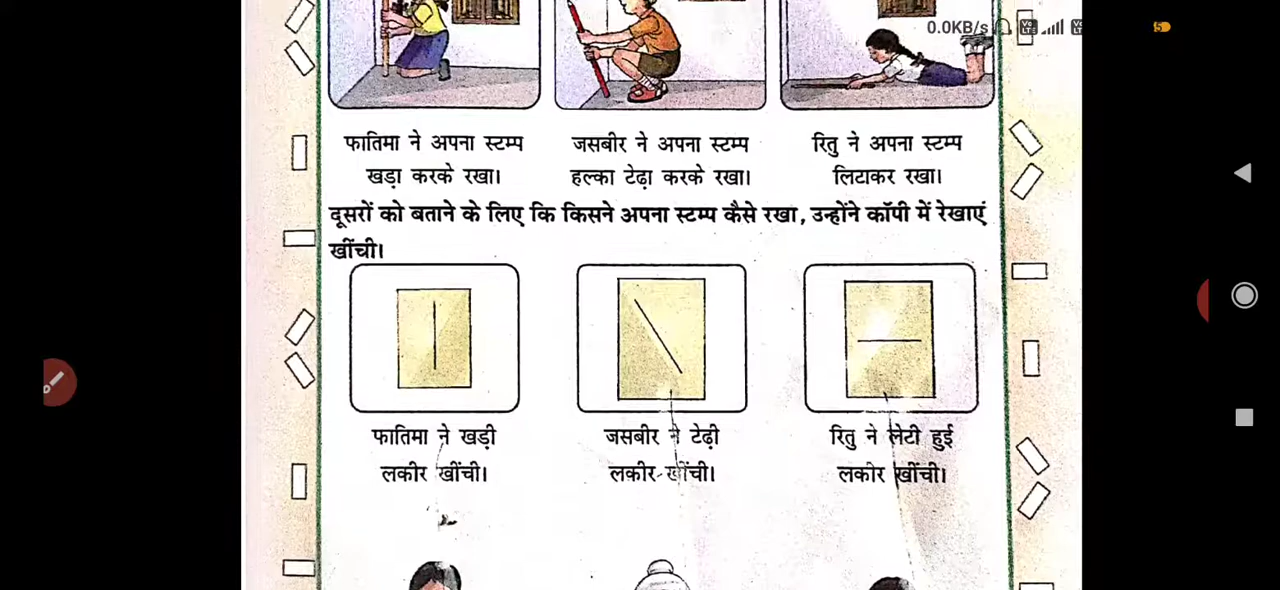 0.0KB/s
फातिमा ने अपना स्टम्प
खड़ा करके रखा।
जसबीर ने अपना स्टम्प
हल्का टेढ़ा करके रखा।
रितु ने अपना स्टम्प
लिटाकर रखा।
दूसरों को बताने के लिए कि किसने अपना स्टम्प कैसे रखा, उन्होंने कॉपी में रेखाएं
खींची।
फातिमा ने खड़ी
लकीर खींची।
जसबीर ने टेढ़ी
लकीर खींची।
रितु ने लेटी हुई
लकीर खींची।